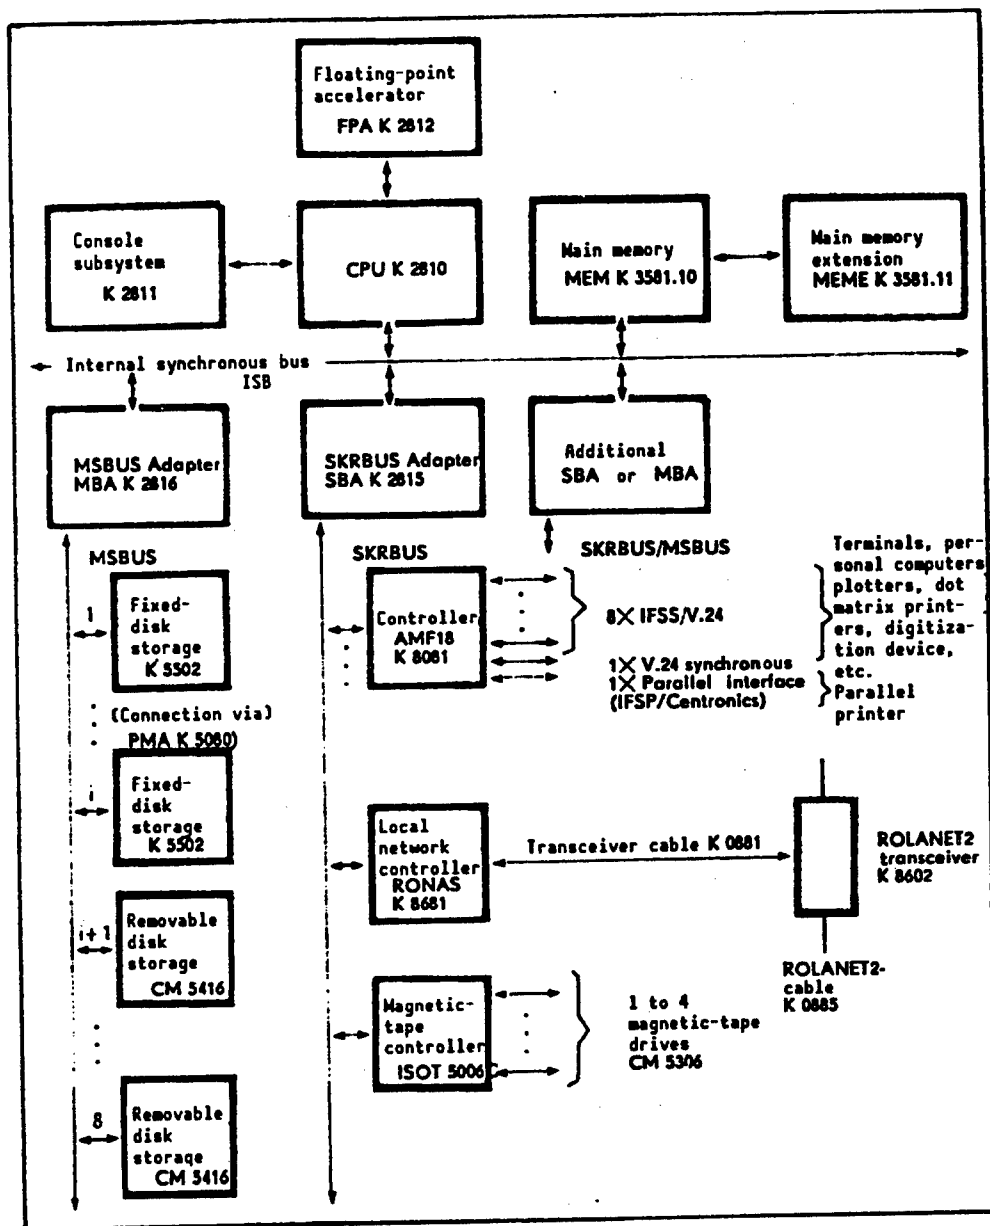 Floating-point
accelerator
FPA K 2812
Console
subsystem
K 2811
CPU K 2810
Main memory
MEM K 3581.10
Main memory
extension
MEME K 3581.11
Internal synchronous bus
ISB
MSBUS Adapter
MBA K 2816
SKRBUS Adapter
SBA K 2815
Additional
SBA or MBA
MSBUS
1
Fixed-
disk
storage
K 5502
(Connection via)
PMA K 5080)
i
Fixed-
disk
storage
K 5502
i+1
Removable
disk
storage
CM 5416
8
Removable
disk
storage
CM 5416
SKRBUS
Controller
AMF18
K 8081
SKRBUS/MSBUS
8X IFSS/V.24
1X V.24 synchronous
1X Parallel interface
(IFSP/Centronics)
Terminals, per-
sonal computers
plotters, dot
matrix print-
ers, digitiza-
tion device,
etc.
Parallel
printer
Local
network
controller
RONAS
K 8681
Transceiver cable K 0881
ROLANET2
transceiver
K 8602
ROLANET2-
cable
K 0885
Magnetic-
tape
controller
ISOT 5006
1 to 4
magnetic-tape
drives
CM 5306